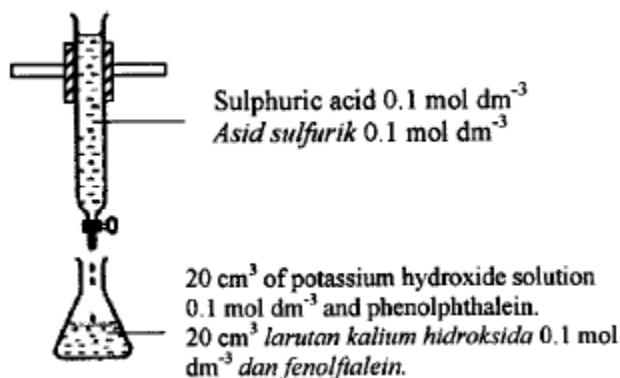 Sulphuric acid 0.1 mol dm⁻³
Asid sulfurik 0.1 mol dm⁻³
20 cm³ of potassium hydroxide solution
0.1 mol dm⁻³ and phenolphthalein.
20 cm³ larutan kalium hidroksida 0.1 mol
dm⁻³ dan fenolftalein.